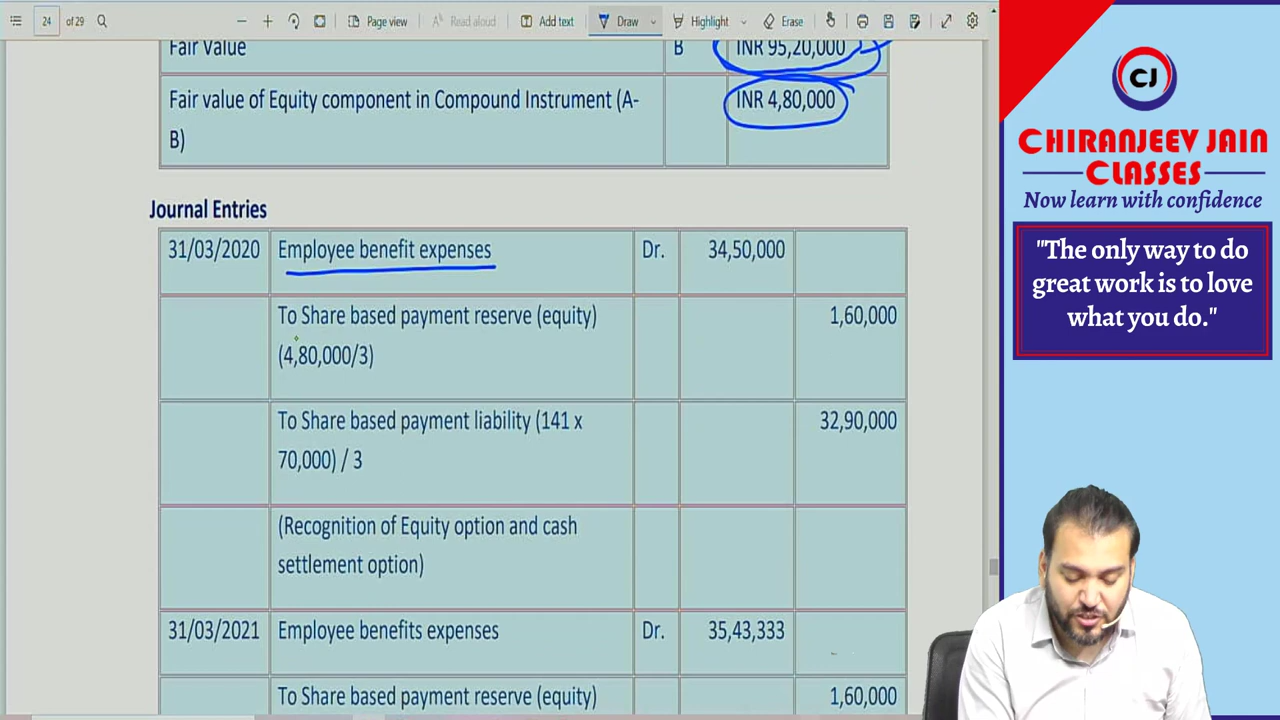 24 of 29 Page view Read aloud Add text Draw Highlight Erase
Fair Value B INR 95,20,000
Fair value of Equity component in Compound Instrument (A- INR 4,80,000
B)
Journal Entries
31/03/2020 Employee benefit expenses Dr. 34,50,000
To Share based payment reserve (equity) 1,60,000
(4,80,000/3)
To Share based payment liability (141 x 32,90,000
70,000) / 3
(Recognition of Equity option and cash
settlement option)
31/03/2021 Employee benefits expenses Dr. 35,43,333
To Share based payment reserve (equity) 1,60,000
CJ
CHIRANJEEV JAIN
CLASSES
Now learn with confidence
"The only way to do
great work is to love
what you do."